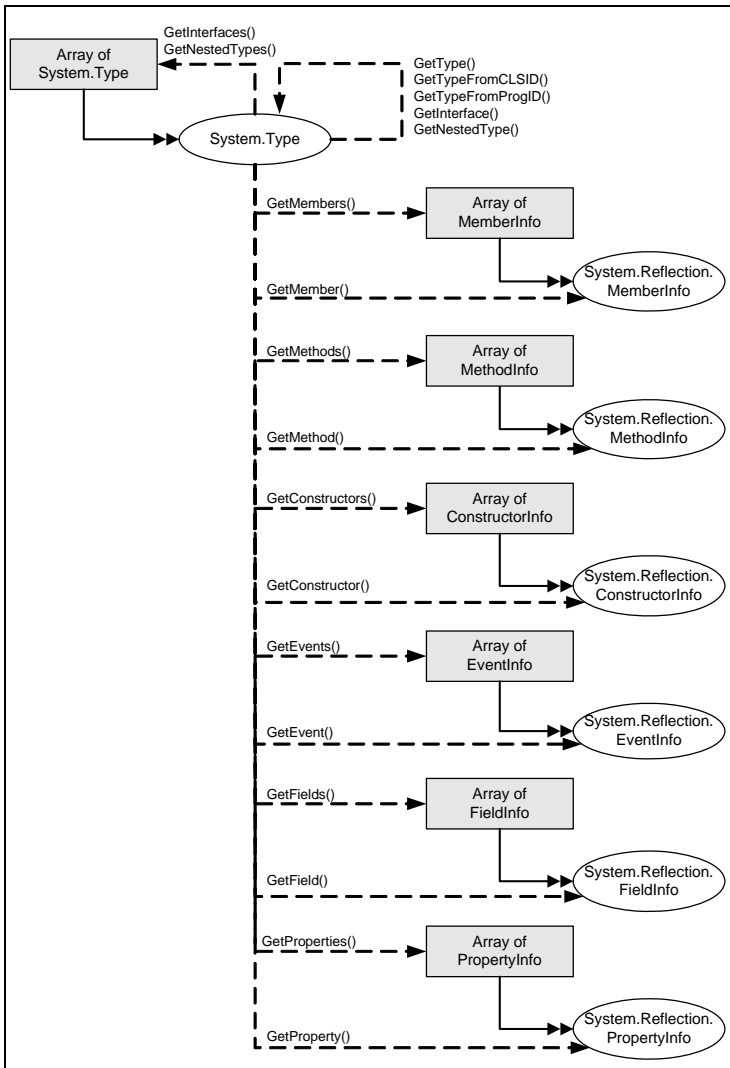 GetInterfaces()
GetNestedTypes()
Array of
System.Type
GetType()
GetTypeFromCLSID()
GetTypeFromProgID()
GetInterface()
GetNestedType()
System.Type
GetMembers()
Array of
MemberInfo
System.Reflection.
MemberInfo
GetMember()
GetMethods()
Array of
MethodInfo
System.Reflection.
MethodInfo
GetMethod()
GetConstructors()
Array of
ConstructorInfo
System.Reflection.
ConstructorInfo
GetConstructor()
GetEvents()
Array of
EventInfo
System.Reflection.
EventInfo
GetEvent()
GetFields()
Array of
FieldInfo
System.Reflection.
FieldInfo
GetField()
GetProperties()
Array of
PropertyInfo
System.Reflection.
PropertyInfo
GetProperty()